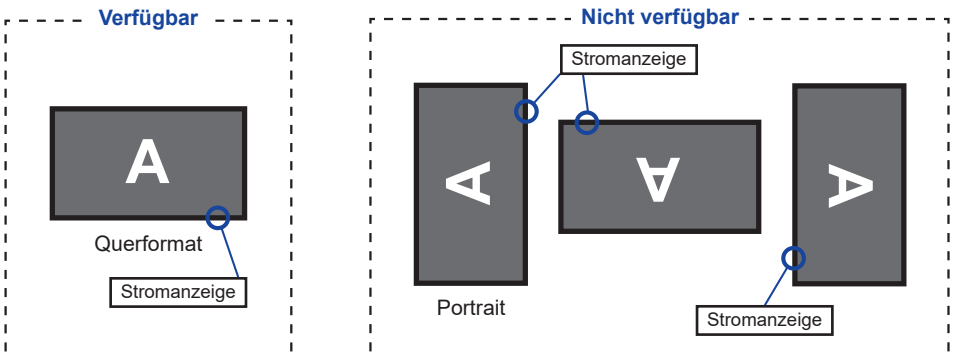 Verfügbar
A
Querformat
Stromanzeige
Nicht verfügbar
Stromanzeige
A
A
A
Portrait
Stromanzeige